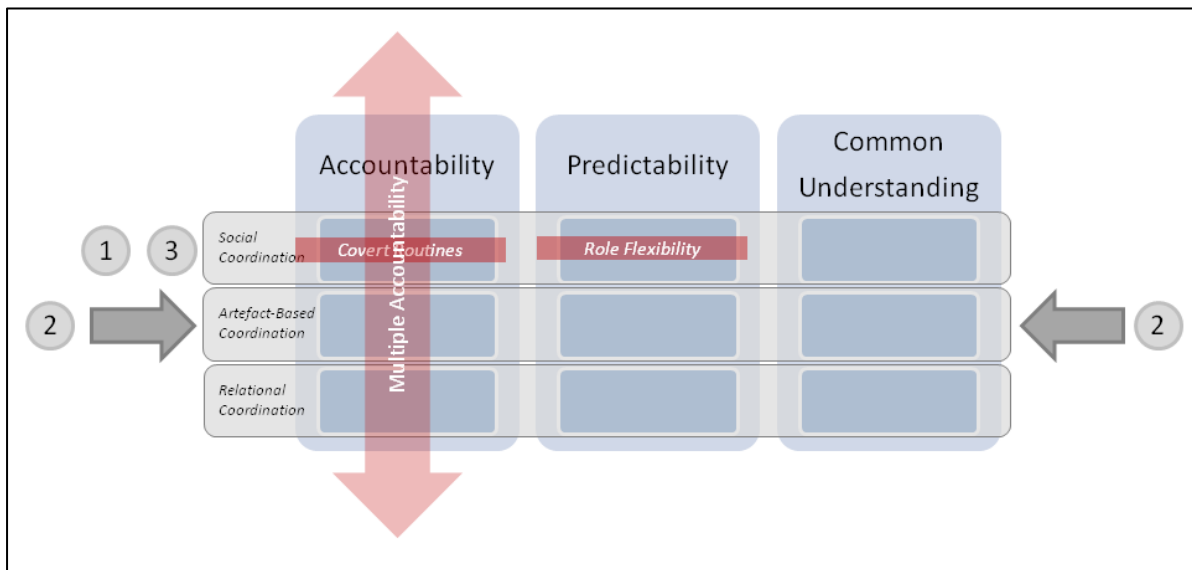 Accountability
Predictability
Common
Understanding
1 3
Social
Coordination
Covert Routines
Role Flexibility
2
Artefact-Based
Coordination
2
Relational
Coordination
Multiple Accountability